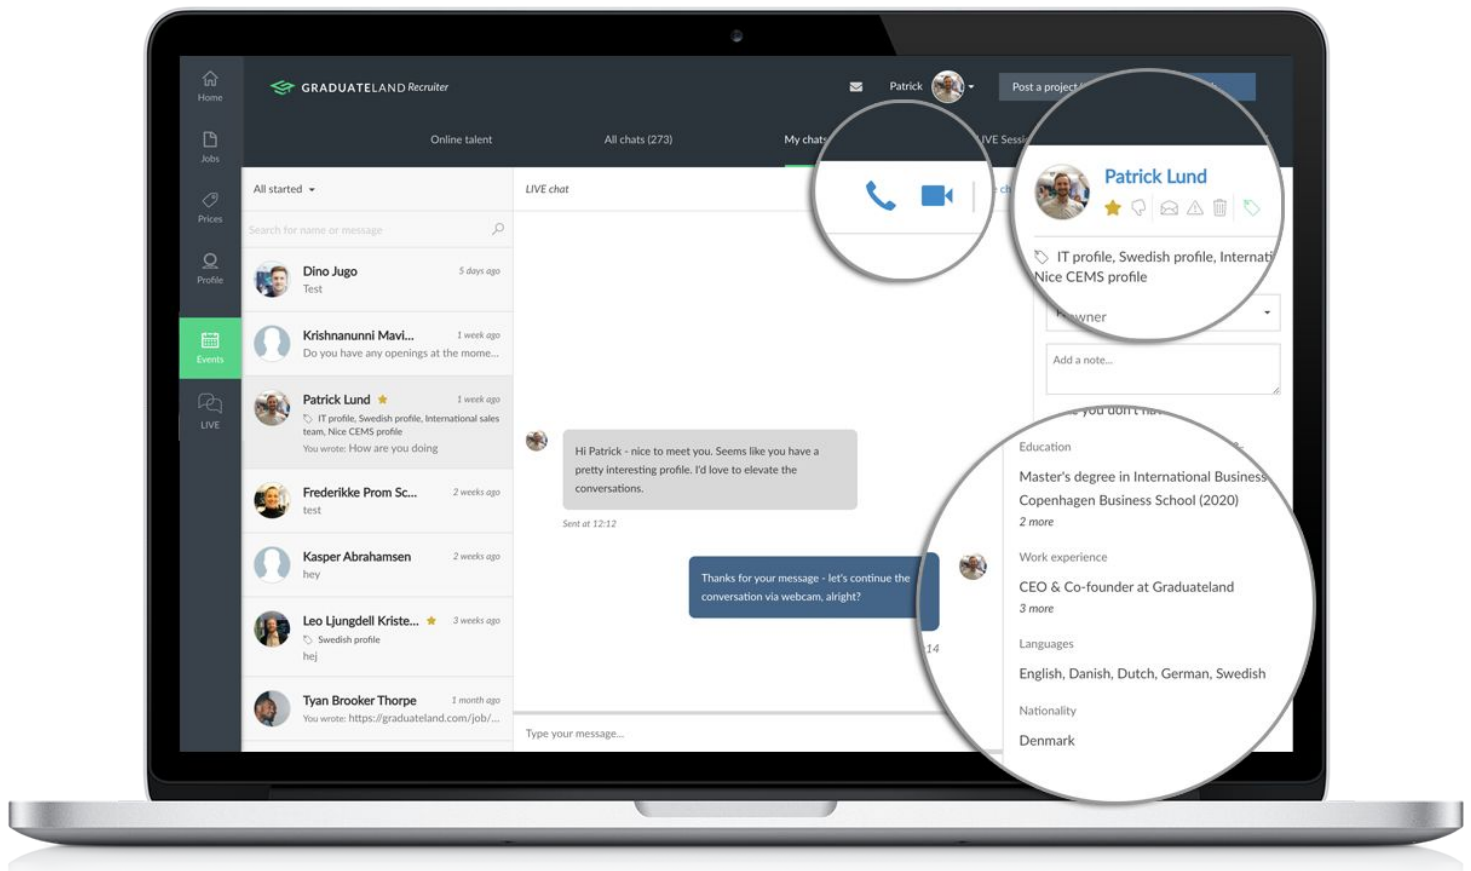 Home
Jobs
Prices
Profile
Events
LIVE
GRADUATELAND Recruiter
Patrick
Post a project
Online talent
All chats (273)
My chats
LIVE Sessi
All started
Search for name or message
Dino Jugo
5 days ago
Test
Krishnanunni Mavi...
1 week ago
Do you have any openings at the mome...
Patrick Lund
1 week ago
IT profile, Swedish profile, International sales
team, Nice CEMS profile
You wrote: How are you doing
Frederikke Prom Sc...
2 weeks ago
test
Kasper Abrahamsen
2 weeks ago
hey
Leo Ljungdell Kriste...
3 weeks ago
Swedish profile
hej
Tyan Brooker Thorpe
1 month ago
You wrote: https://graduateland.com/job/...
LIVE chat
Hi Patrick - nice to meet you. Seems like you have a
pretty interesting profile. I'd love to elevate the
conversations.
Sent at 12:12
Thanks for your message - let's continue the
conversation via webcam, alright?
:14
Type your message...
Patrick Lund
IT profile, Swedish profile, Internati
Nice CEMS profile
owner
Add a note...
you don't
Education
Master's degree in International Business
Copenhagen Business School (2020)
2 more
Work experience
CEO & Co-founder at Graduateland
3 more
Languages
English, Danish, Dutch, German, Swedish
Nationality
Denmark